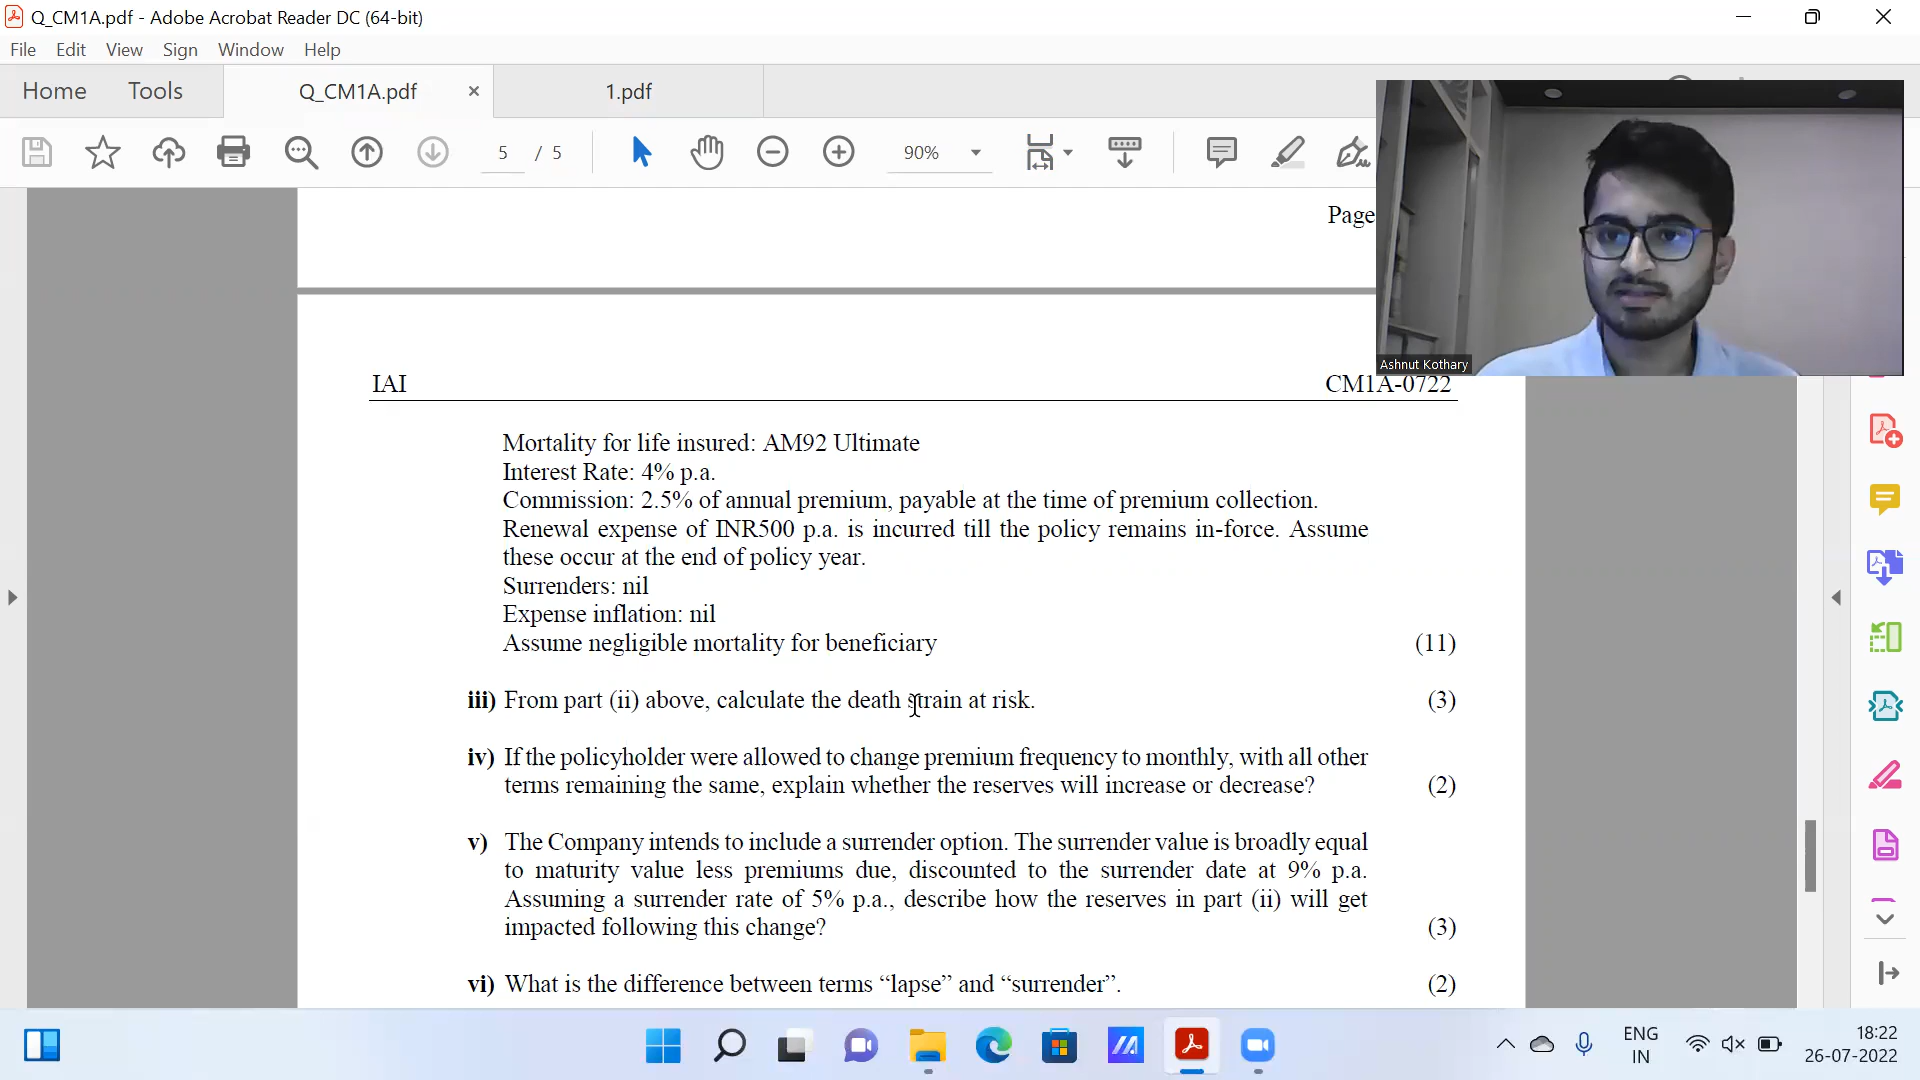 Q_CM1A.pdf - Adobe Acrobat Reader DC (64-bit)
File Edit View Sign Window Help
Home Tools Q_CM1A.pdf × 1.pdf
5 / 5 90%
Page
Ashnut Kothary
IAI CM1A-0722
Mortality for life insured: AM92 Ultimate
Interest Rate: 4% p.a.
Commission: 2.5% of annual premium, payable at the time of premium collection.
Renewal expense of INR500 p.a. is incurred till the policy remains in-force. Assume
these occur at the end of policy year.
Surrenders: nil
Expense inflation: nil
Assume negligible mortality for beneficiary (11)
iii) From part (ii) above, calculate the death strain at risk. (3)
iv) If the policyholder were allowed to change premium frequency to monthly, with all other
terms remaining the same, explain whether the reserves will increase or decrease? (2)
v) The Company intends to include a surrender option. The surrender value is broadly equal
to maturity value less premiums due, discounted to the surrender date at 9% p.a.
Assuming a surrender rate of 5% p.a., describe how the reserves in part (ii) will get
impacted following this change? (3)
vi) What is the difference between terms “lapse” and “surrender”. (2)
ENG
IN
18:22
26-07-2022